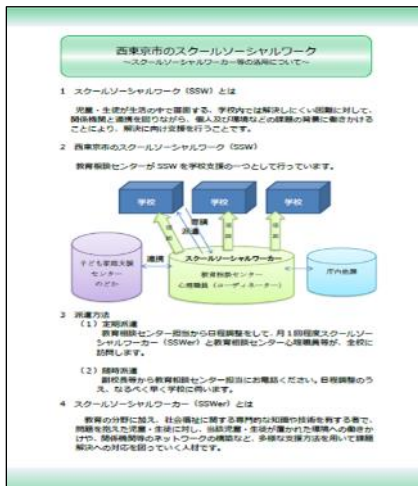 西東京市のスクールソーシャルワーク
～スクールソーシャルワーカー等の活用について～
1 スクールソーシャルワーク（SSW）とは
児童・生徒が生活の中で直面する、学校内では解決しにくい困難に対して、
関係機関と連携を図りながら、個人及び環境などの課題の背景に働きかける
ことにより、解決に向け支援を行うことです。
2 西東京市のスクールソーシャルワーク（SSW）
教育相談センターが SSW を学校支援の一つとして行っています。
学校
学校
学校
派遣
子ども家庭支援
センター
のどか
連携
スクールソーシャルワーカー
教育相談センター
心理職員（コーディネーター）
3 派遣方法
（1）定期派遣
教育相談センター担当から日程調整をして、月1回程度スクールソー
シャルワーカー（SSWer）と教育相談センター心理職員等が、全校に
訪問します。
（2）随時派遣
副校長等から教育相談センター担当にお電話ください。日程調整のう
え、なるべく早く学校に伺います。
4 スクールソーシャルワーカー（SSWer）とは
教育の分野に加え、社会福祉に関する専門的な知識や技術を有する者で、
問題を抱えた児童・生徒に対し、当該児童・生徒が置かれた環境への働きか
けや、関係機関等のネットワークの構築など、多様な支援方法を用いて課題
解決への対応を図っていく人材です。